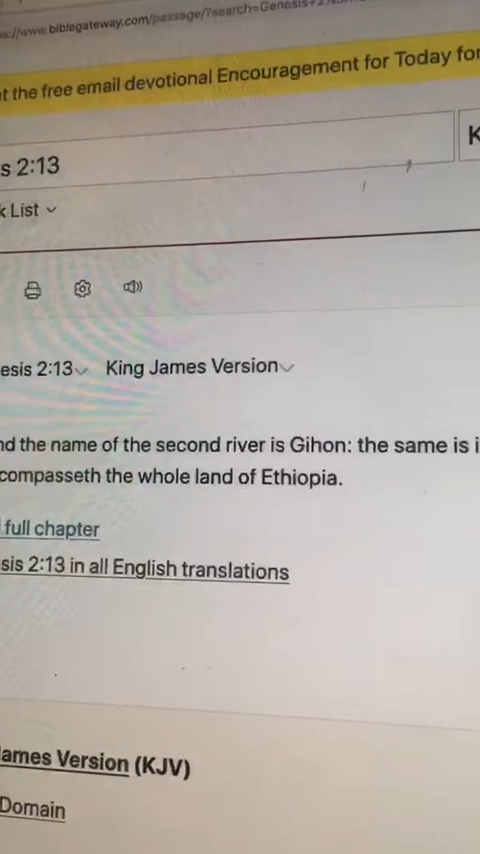 s://www.biblegateway.com/passage/?search=Genesis+2
t the free email devotional Encouragement for Today for
s 2:13
K
k List
esis 2:13 King James Version
nd the name of the second river is Gihon: the same is i
compasseth the whole land of Ethiopia.
full chapter
sis 2:13 in all English translations
ames Version (KJV)
Domain